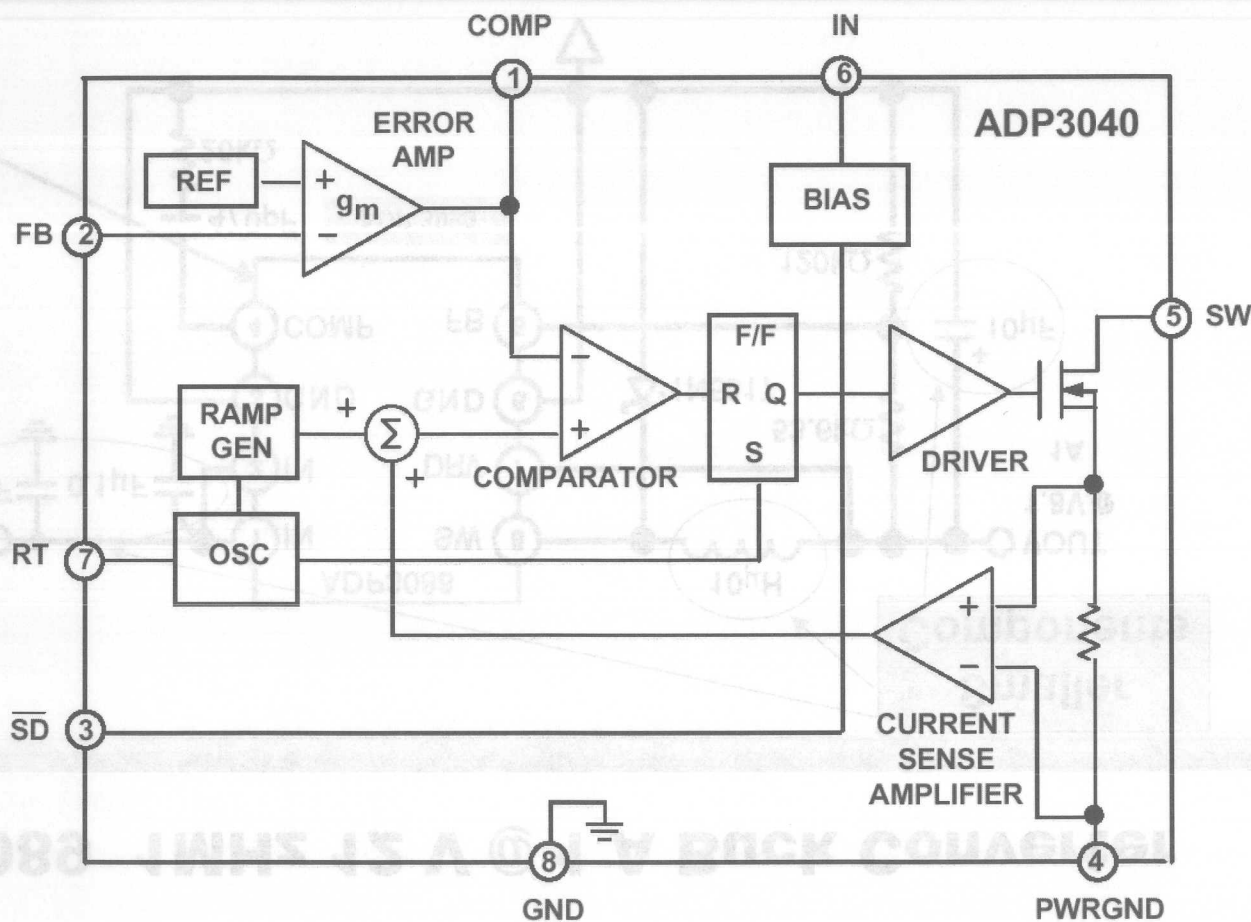 COMP
IN
1
6
ADP3040
ERROR
AMP
REF
+
gm
−
BIAS
FB
2
5
SW
F/F
R Q
S
−
+
COMPARATOR
DRIVER
RAMP
GEN
+
Σ
+
RT
7
OSC
+
−
SD
3
CURRENT
SENSE
AMPLIFIER
8
4
GND
PWRGND